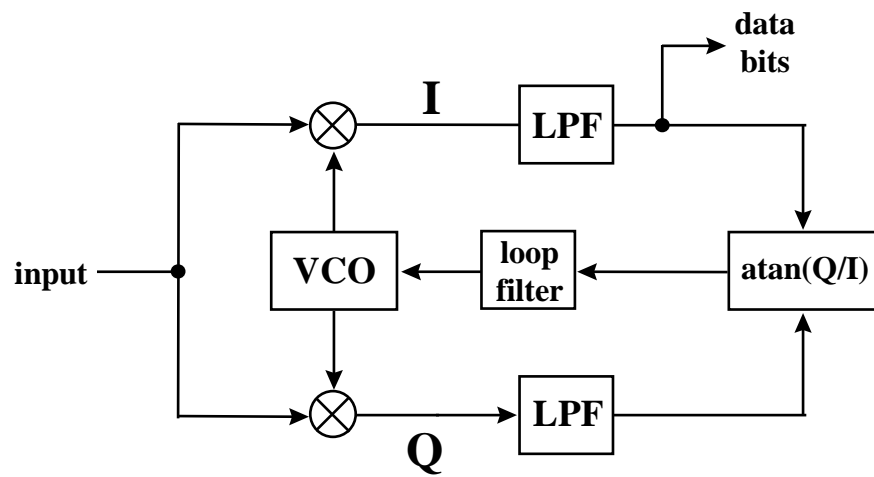 data
bits
I
LPF
input
VCO
loop
filter
atan(Q/I)
LPF
Q